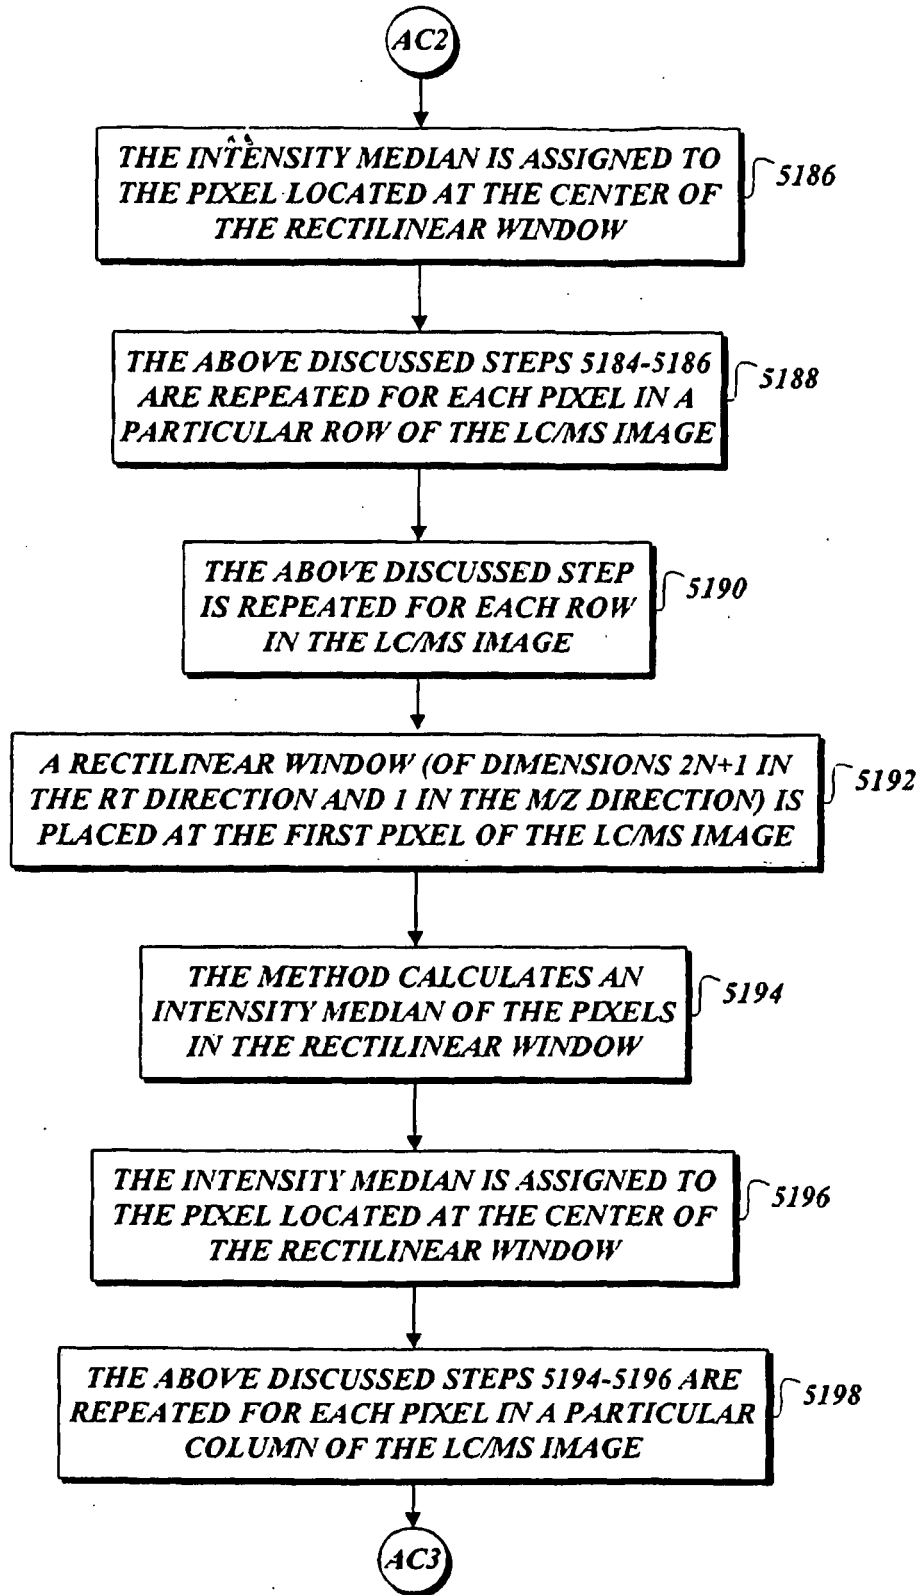 AC2
THE INTENSITY MEDIAN IS ASSIGNED TO
THE PIXEL LOCATED AT THE CENTER OF
THE RECTILINEAR WINDOW
5186
THE ABOVE DISCUSSED STEPS 5184-5186
ARE REPEATED FOR EACH PIXEL IN A
PARTICULAR ROW OF THE LC/MS IMAGE
5188
THE ABOVE DISCUSSED STEP
IS REPEATED FOR EACH ROW
IN THE LC/MS IMAGE
5190
A RECTILINEAR WINDOW (OF DIMENSIONS 2N+1 IN
THE RT DIRECTION AND 1 IN THE M/Z DIRECTION) IS
PLACED AT THE FIRST PIXEL OF THE LC/MS IMAGE
5192
THE METHOD CALCULATES AN
INTENSITY MEDIAN OF THE PIXELS
IN THE RECTILINEAR WINDOW
5194
THE INTENSITY MEDIAN IS ASSIGNED TO
THE PIXEL LOCATED AT THE CENTER OF
THE RECTILINEAR WINDOW
5196
THE ABOVE DISCUSSED STEPS 5194-5196 ARE
REPEATED FOR EACH PIXEL IN A PARTICULAR
COLUMN OF THE LC/MS IMAGE
5198
AC3